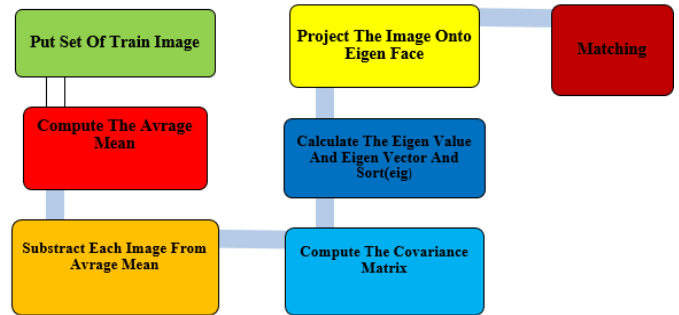 Put Set Of Train Image
Compute The Avrage
Mean
Substract Each Image From
Avrage Mean
Compute The Covariance
Matrix
Calculate The Eigen Value
And Eigen Vector And
Sort(eig)
Project The Image Onto
Eigen Face
Matching